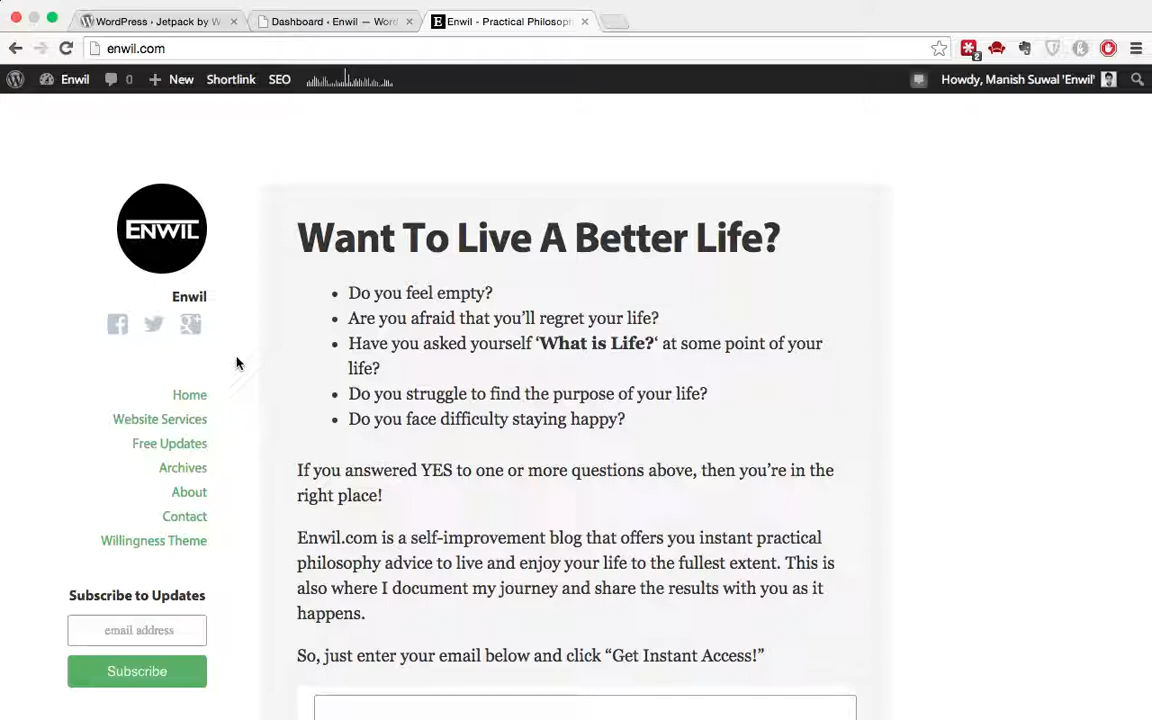 WordPress › Jetpack by W
Dashboard ‹ Enwil — Word
Enwil - Practical Philosoph
enwil.com
2
Enwil
0
New
Shortlink
SEO
Howdy, Manish Suwal 'Enwil'
ENWIL
Enwil
Home
Website Services
Free Updates
Archives
About
Contact
Willingness Theme
Subscribe to Updates
email address
Subscribe
Want To Live A Better Life?
• Do you feel empty?
• Are you afraid that you’ll regret your life?
• Have you asked yourself ‘What is Life?‘ at some point of your
life?
• Do you struggle to find the purpose of your life?
• Do you face difficulty staying happy?
If you answered YES to one or more questions above, then you’re in the
right place!
Enwil.com is a self-improvement blog that offers you instant practical
philosophy advice to live and enjoy your life to the fullest extent. This is
also where I document my journey and share the results with you as it
happens.
So, just enter your email below and click “Get Instant Access!”